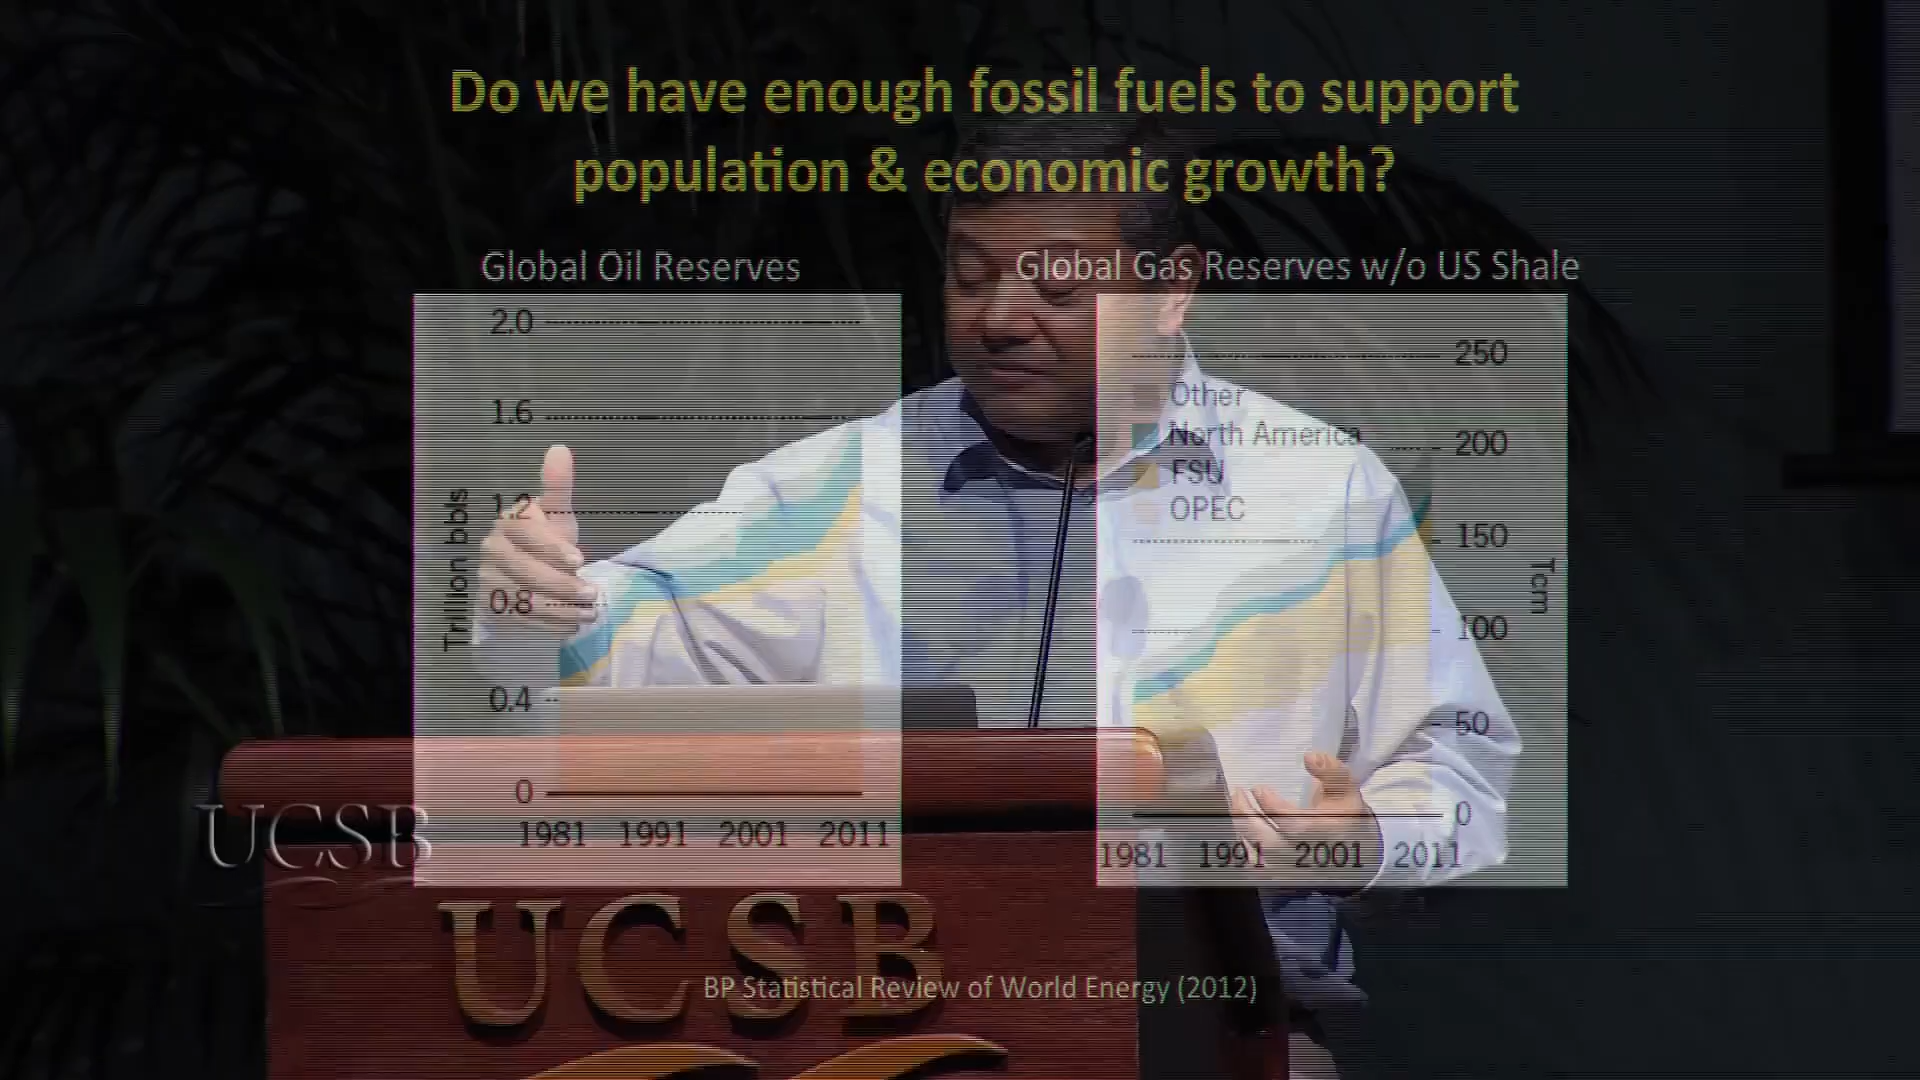 Do we have enough fossil fuels to support
population & economic growth?
Global Oil Reserves
2.0
1.6
1.2
0.8
0.4
0
Trillion bbls
1981 1991 2001 2011
Global Gas Reserves w/o US Shale
250
200
150
100
50
0
Tcm
Other
North America
FSU
OPEC
1981 1991 2001 2011
UCSB
UCSB
BP Statistical Review of World Energy (2012)